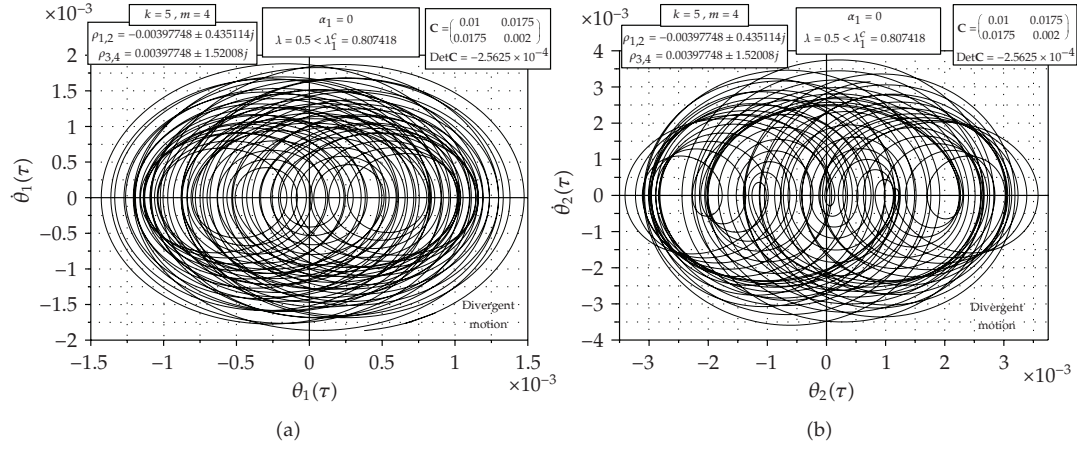 ×10⁻³
k = 5 , m = 4
ρ1,2 = −0.00397748 ± 0.435114j
ρ3,4 = 0.00397748 ± 1.52008j
α1 = 0
λ = 0.5 < λ1^c = 0.807418
C = (0.01 0.0175
0.0175 0.002)
DetC = −2.5625 × 10⁻⁴
2
1.5
1
0.5
0
−0.5
−1
−1.5
−2
θ̇1(τ)
Divergent
motion
−1.5 −1 −0.5 0 0.5 1 1.5
×10⁻³
θ1(τ)
(a)
×10⁻³
k = 5 , m = 4
ρ1,2 = −0.00397748 ± 0.435114j
ρ3,4 = 0.00397748 ± 1.52008j
α1 = 0
λ = 0.5 < λ1^c = 0.807418
C = (0.01 0.0175
0.0175 0.002)
DetC = −2.5625 × 10⁻⁴
4
3
2
1
0
−1
−2
−3
−4
θ̇2(τ)
Divergent
motion
−3 −2 −1 0 1 2 3
×10⁻³
θ2(τ)
(b)